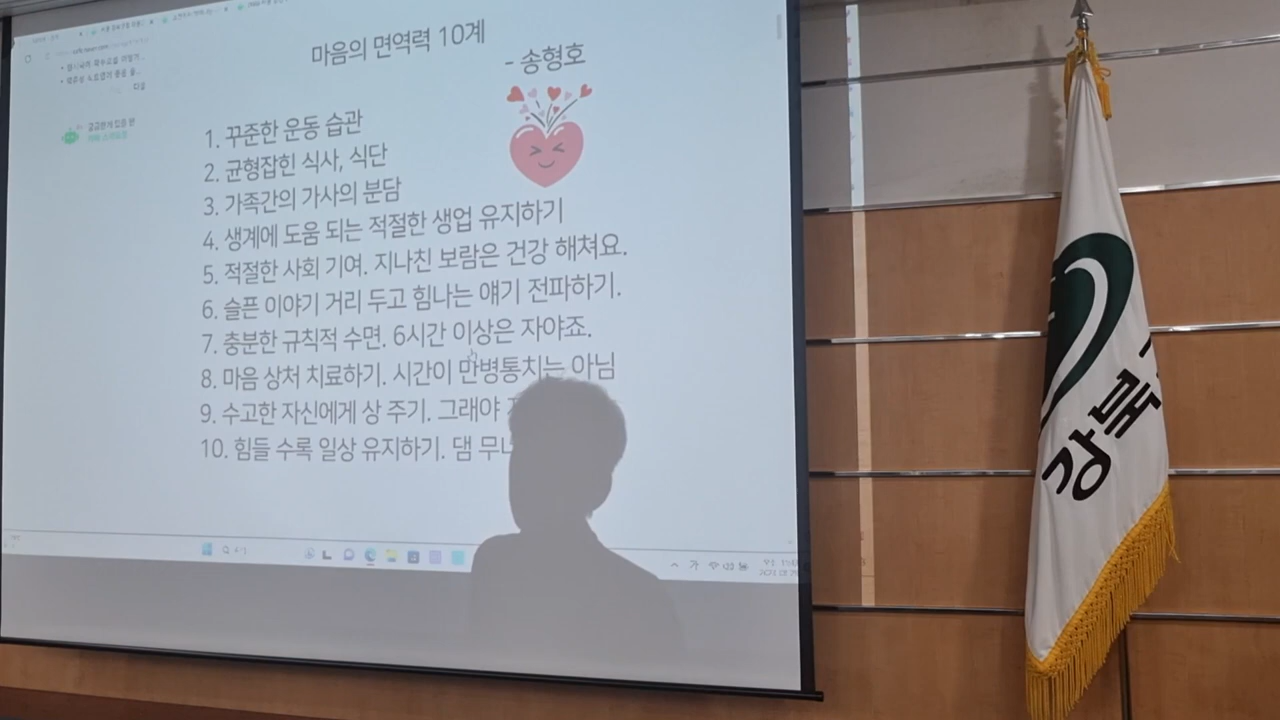 마음의 면역력 10계
- 송형호
1. 꾸준한 운동 습관
2. 균형잡힌 식사, 식단
3. 가족간의 가사의 분담
4. 생계에 도움 되는 적절한 생업 유지하기
5. 적절한 사회 기여. 지나친 보람은 건강 해쳐요.
6. 슬픈 이야기 거리 두고 힘나는 얘기 전파하기.
7. 충분한 규칙적 수면. 6시간 이상은 자야죠.
8. 마음 상처 치료하기. 시간이 만병통치는 아님
9. 수고한 자신에게 상 주기. 그래야
10. 힘들 수록 일상 유지하기. 댐
다음
가
강북